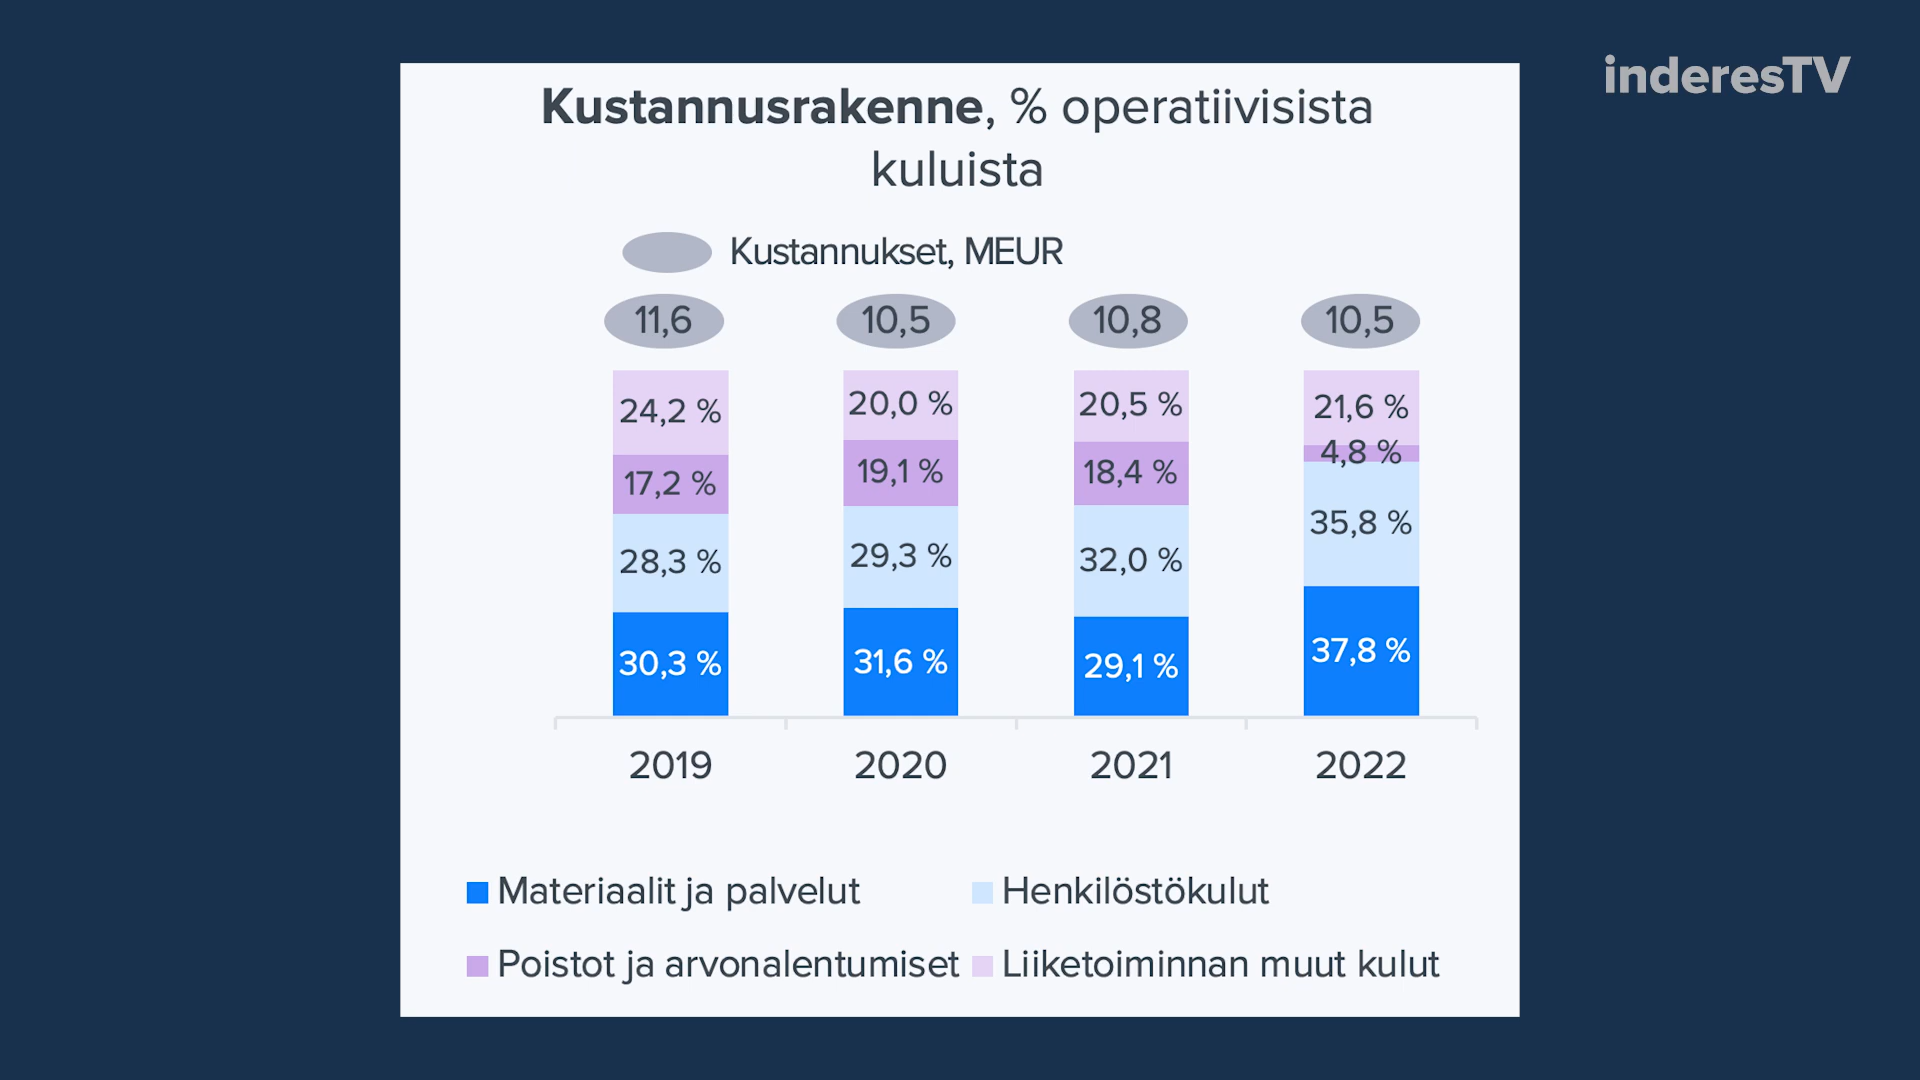 inderesTV
Kustannusrakenne, % operatiivisista
kuluista
Kustannukset, MEUR
11,6 10,5 10,8 10,5
24,2 % 20,0 % 20,5 % 21,6 %
17,2 % 19,1 % 18,4 % 4,8 %
28,3 % 29,3 % 32,0 % 35,8 %
30,3 % 31,6 % 29,1 % 37,8 %
2019 2020 2021 2022
Materiaalit ja palvelut Henkilöstökulut
Poistot ja arvonalentumiset Liiketoiminnan muut kulut